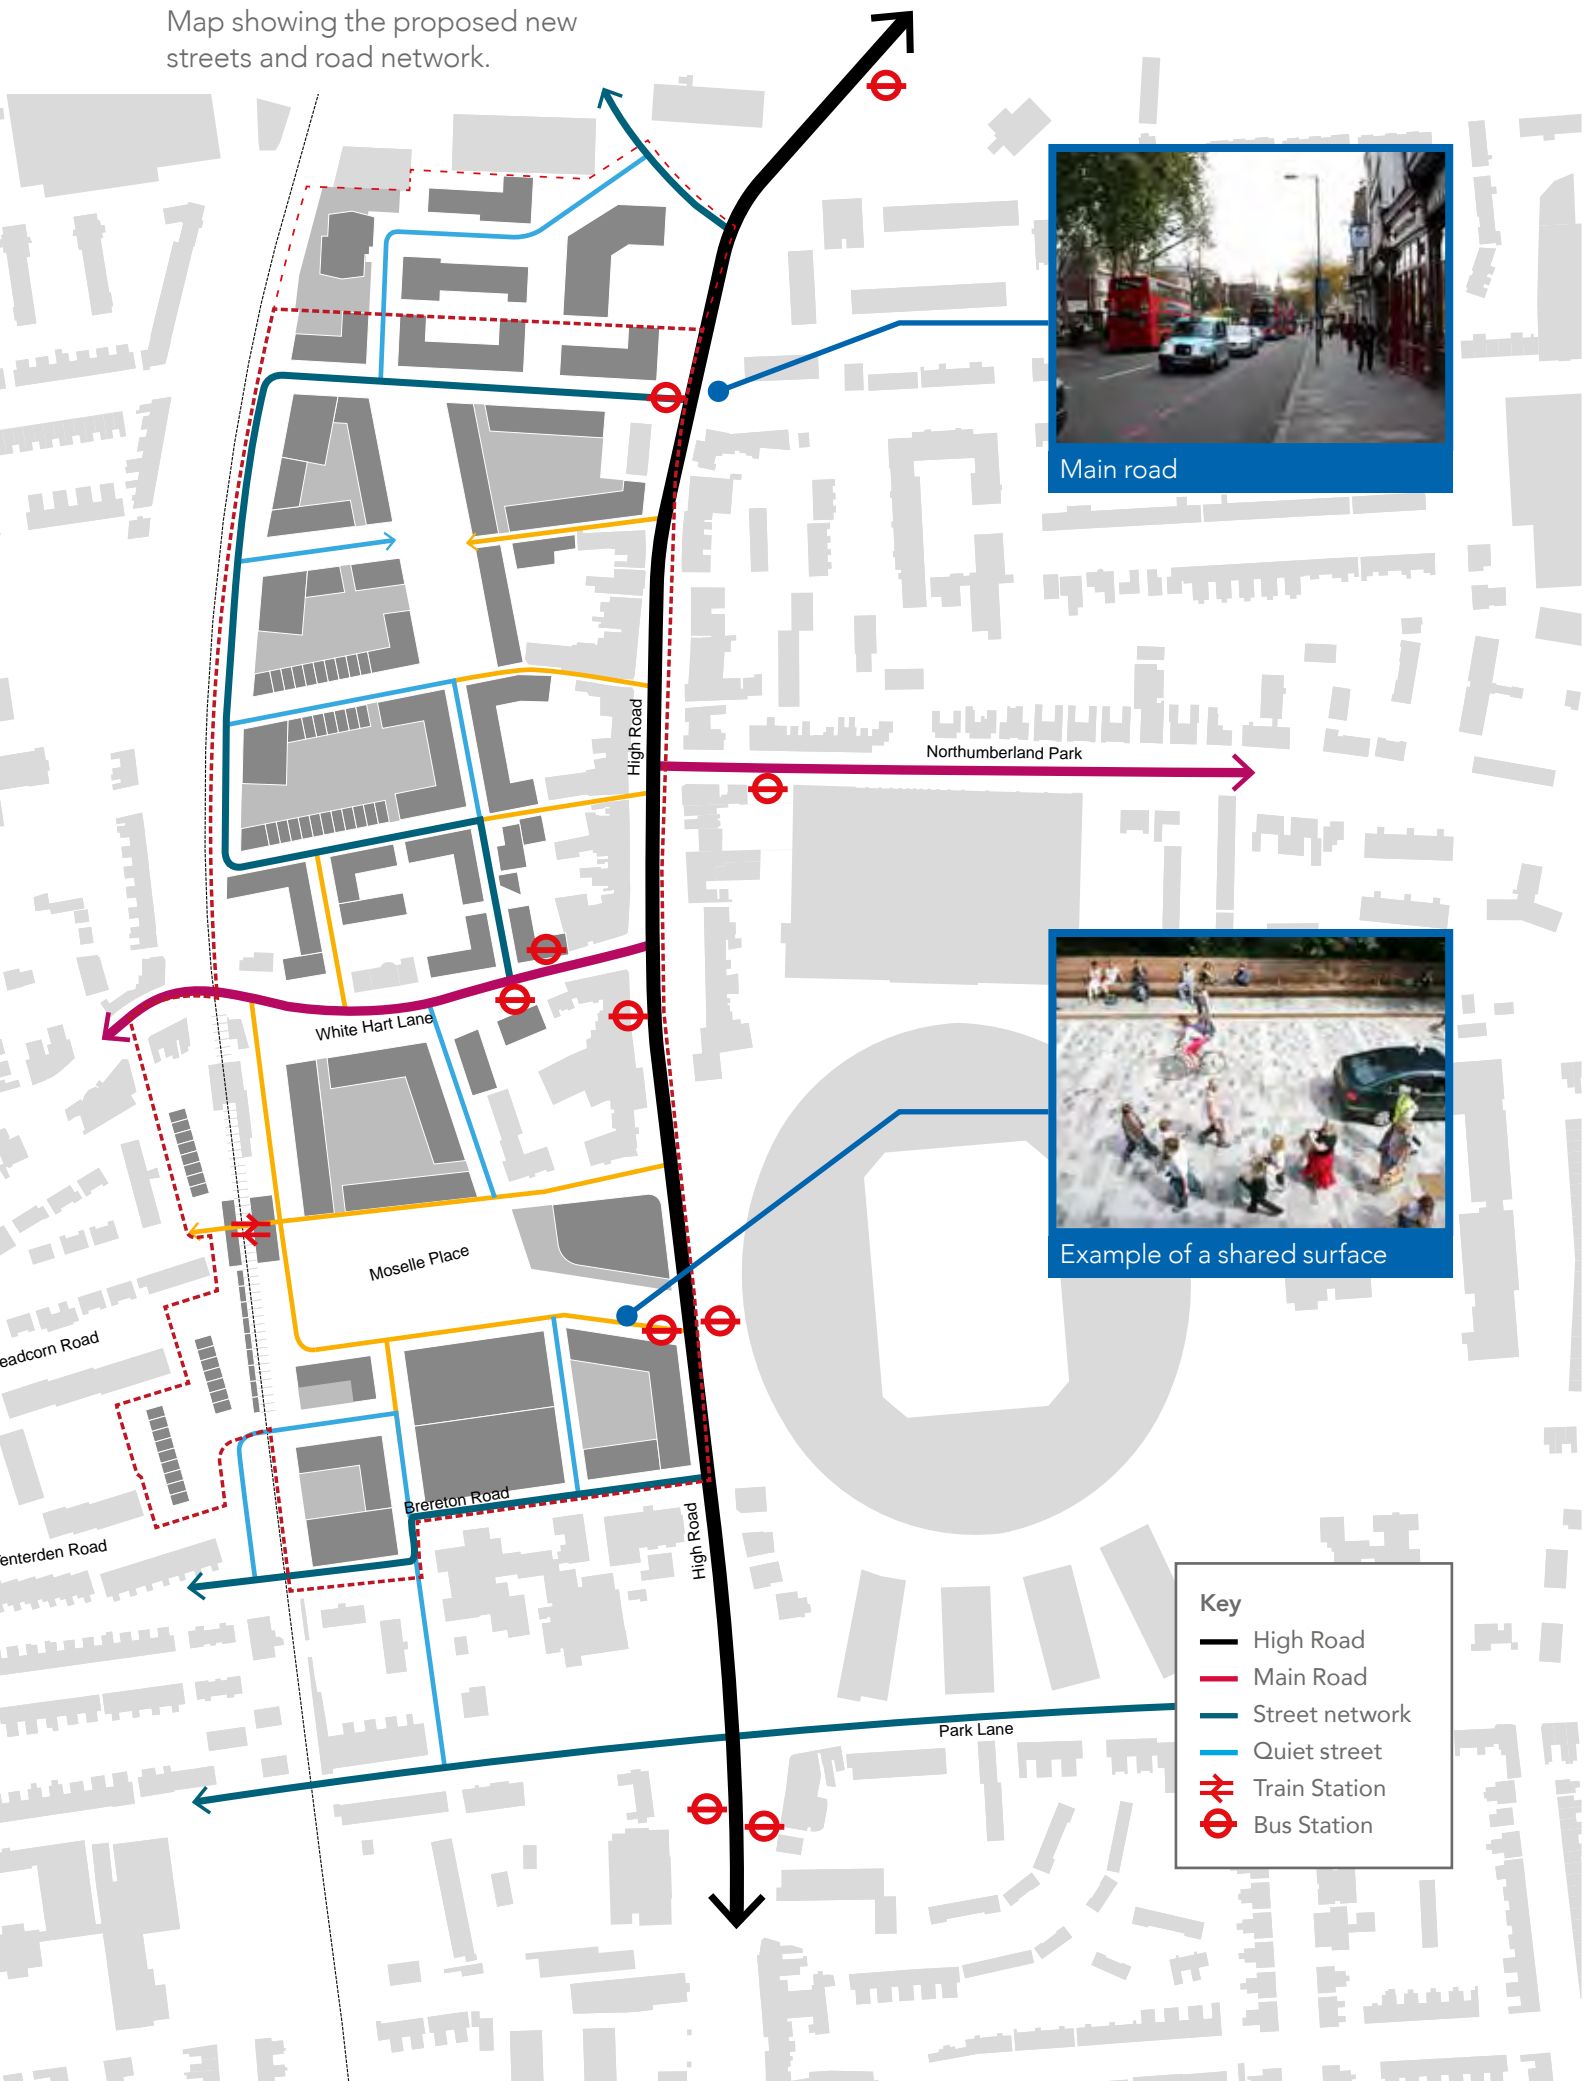 Map showing the proposed new
streets and road network.
Main road
High Road
Northumberland Park
White Hart Lane
Example of a shared surface
Moselle Place
eadcorn Road
Brereton Road
High Road
enterden Road
Park Lane
Key
High Road
Main Road
Street network
Quiet street
Train Station
Bus Station